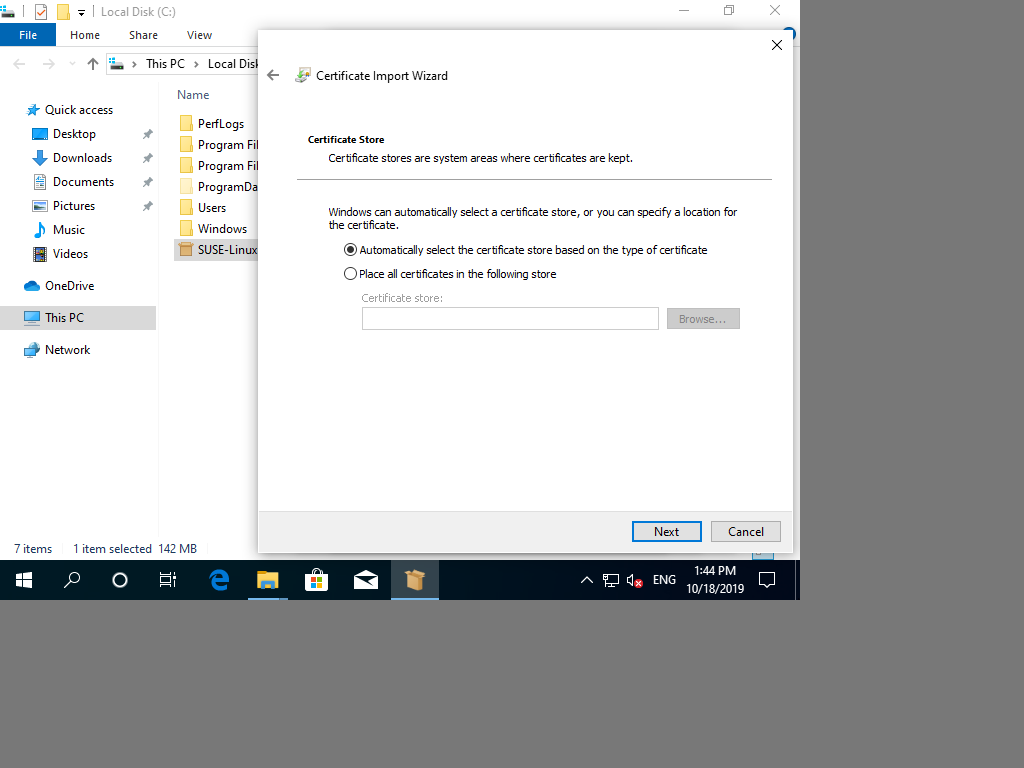 Local Disk (C:)
File
Home
Share
View
This PC
Local Disk
Quick access
Desktop
Downloads
Documents
Pictures
Music
Videos
OneDrive
This PC
Network
Name
PerfLogs
Program Fil
Program Fil
ProgramDa
Users
Windows
SUSE-Linux
Certificate Import Wizard
Certificate Store
Certificate stores are system areas where certificates are kept.
Windows can automatically select a certificate store, or you can specify a location for
the certificate.
Automatically select the certificate store based on the type of certificate
Place all certificates in the following store
Certificate store:
Browse...
Next
Cancel
7 items
1 item selected 142 MB
ENG
1:44 PM
10/18/2019